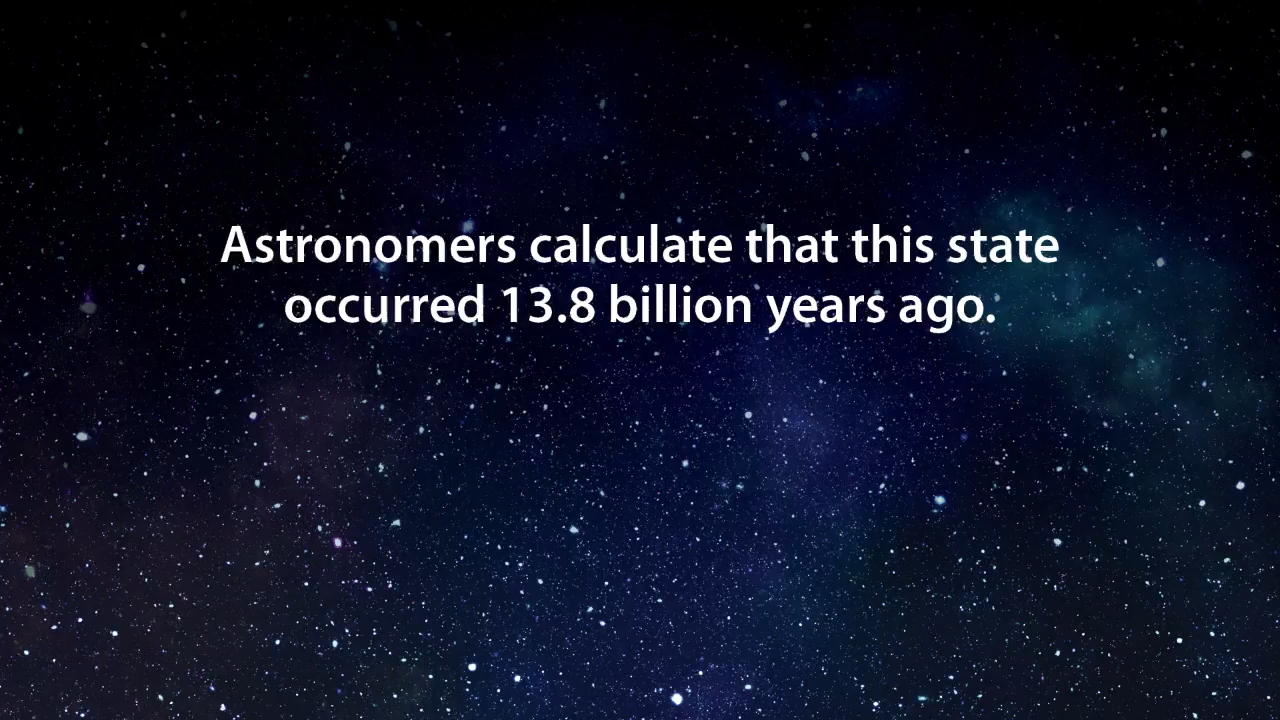 Astronomers calculate that this state
occurred 13.8 billion years ago.